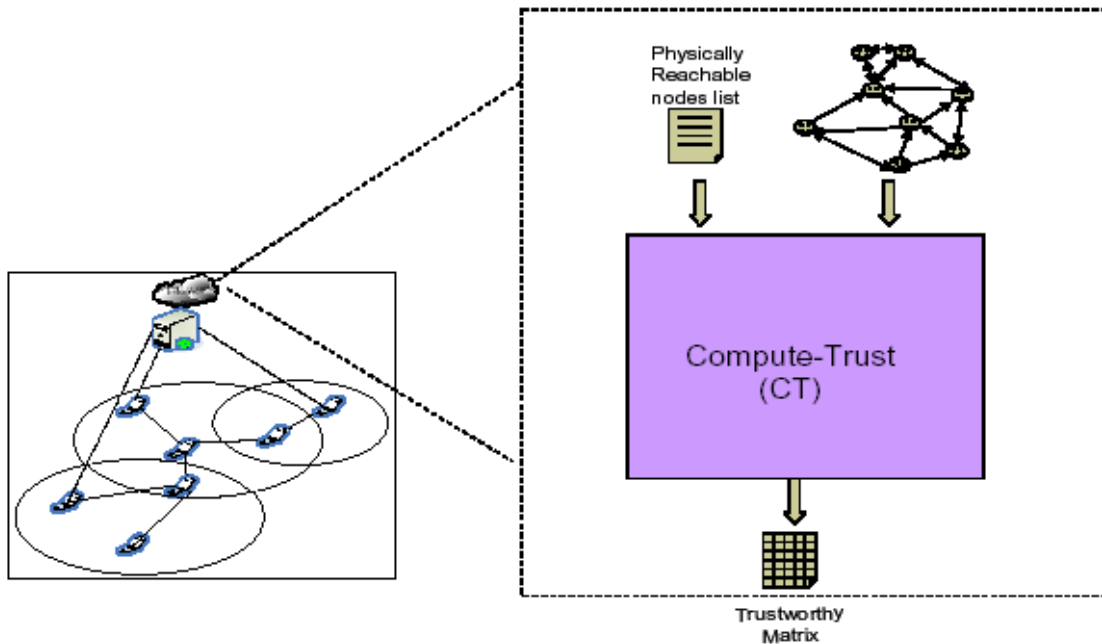 Physically
Reachable
nodes list
Compute-Trust
(CT)
Trustworthy
Matrix